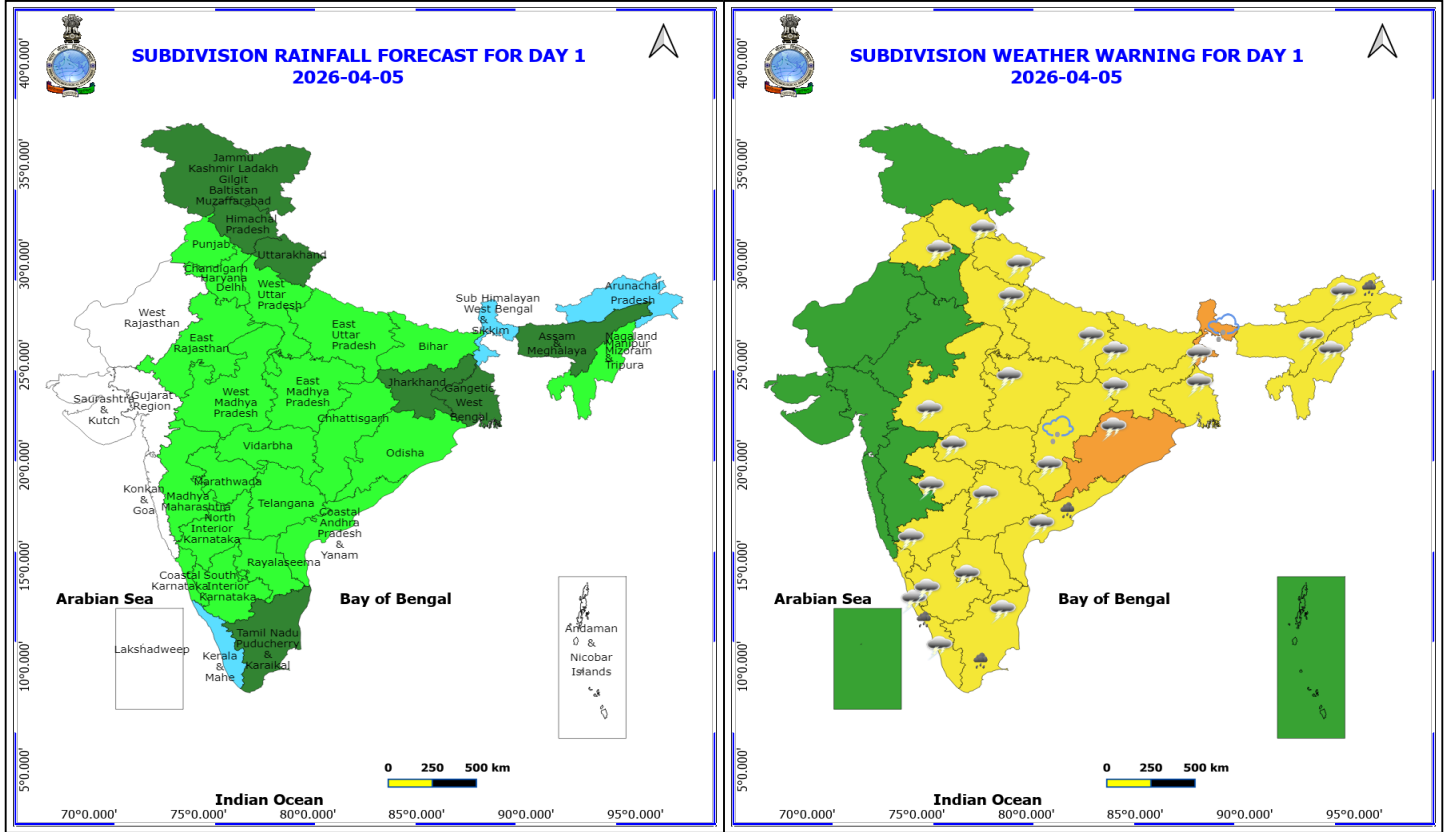 SUBDIVISION RAINFALL FORECAST FOR DAY 1
2026-04-05
40°0.000'
35°0.000'
30°0.000'
25°0.000'
20°0.000'
15°0.000'
10°0.000'
5°0.000'
Jammu
Kashmir Ladakh
Gilgit
Baltistan
Muzaffarabad
Himachal
Pradesh
Punjab
Uttarakhand
Chandigarh
Haryana
Delhi
West
Uttar
Pradesh
Arunachal
Pradesh
Sub Himalayan
West Bengal
&
Sikkim
West
Rajasthan
East
Rajasthan
East
Uttar
Pradesh
Bihar
Assam
&
Meghalaya
Nagaland
Manipur
Mizoram
&
Tripura
Saurashtra
&
Kutch
Gujarat
Region
West
Madhya
Pradesh
East
Madhya
Pradesh
Jharkhand
Gangetic
West
Bengal
Chhattisgarh
Vidarbha
Odisha
Konkan
&
Goa
Madhya
Maharashtra
Marathwada
Telangana
North
Interior
Karnataka
Coastal
Andhra
Pradesh
&
Yanam
Rayalaseema
Coastal
Karnataka
South
Interior
Karnataka
Arabian Sea
Bay of Bengal
Lakshadweep
Kerala
&
Mahe
Tamil Nadu
Puducherry
&
Karaikal
Andaman
&
Nicobar
Islands
0 250 500 km
Indian Ocean
70°0.000' 75°0.000' 80°0.000' 85°0.000' 90°0.000' 95°0.000'
SUBDIVISION WEATHER WARNING FOR DAY 1
2026-04-05
40°0.000'
35°0.000'
30°0.000'
25°0.000'
20°0.000'
15°0.000'
10°0.000'
5°0.000'
Arabian Sea
Bay of Bengal
0 250 500 km
Indian Ocean
70°0.000' 75°0.000' 80°0.000' 85°0.000' 90°0.000' 95°0.000'